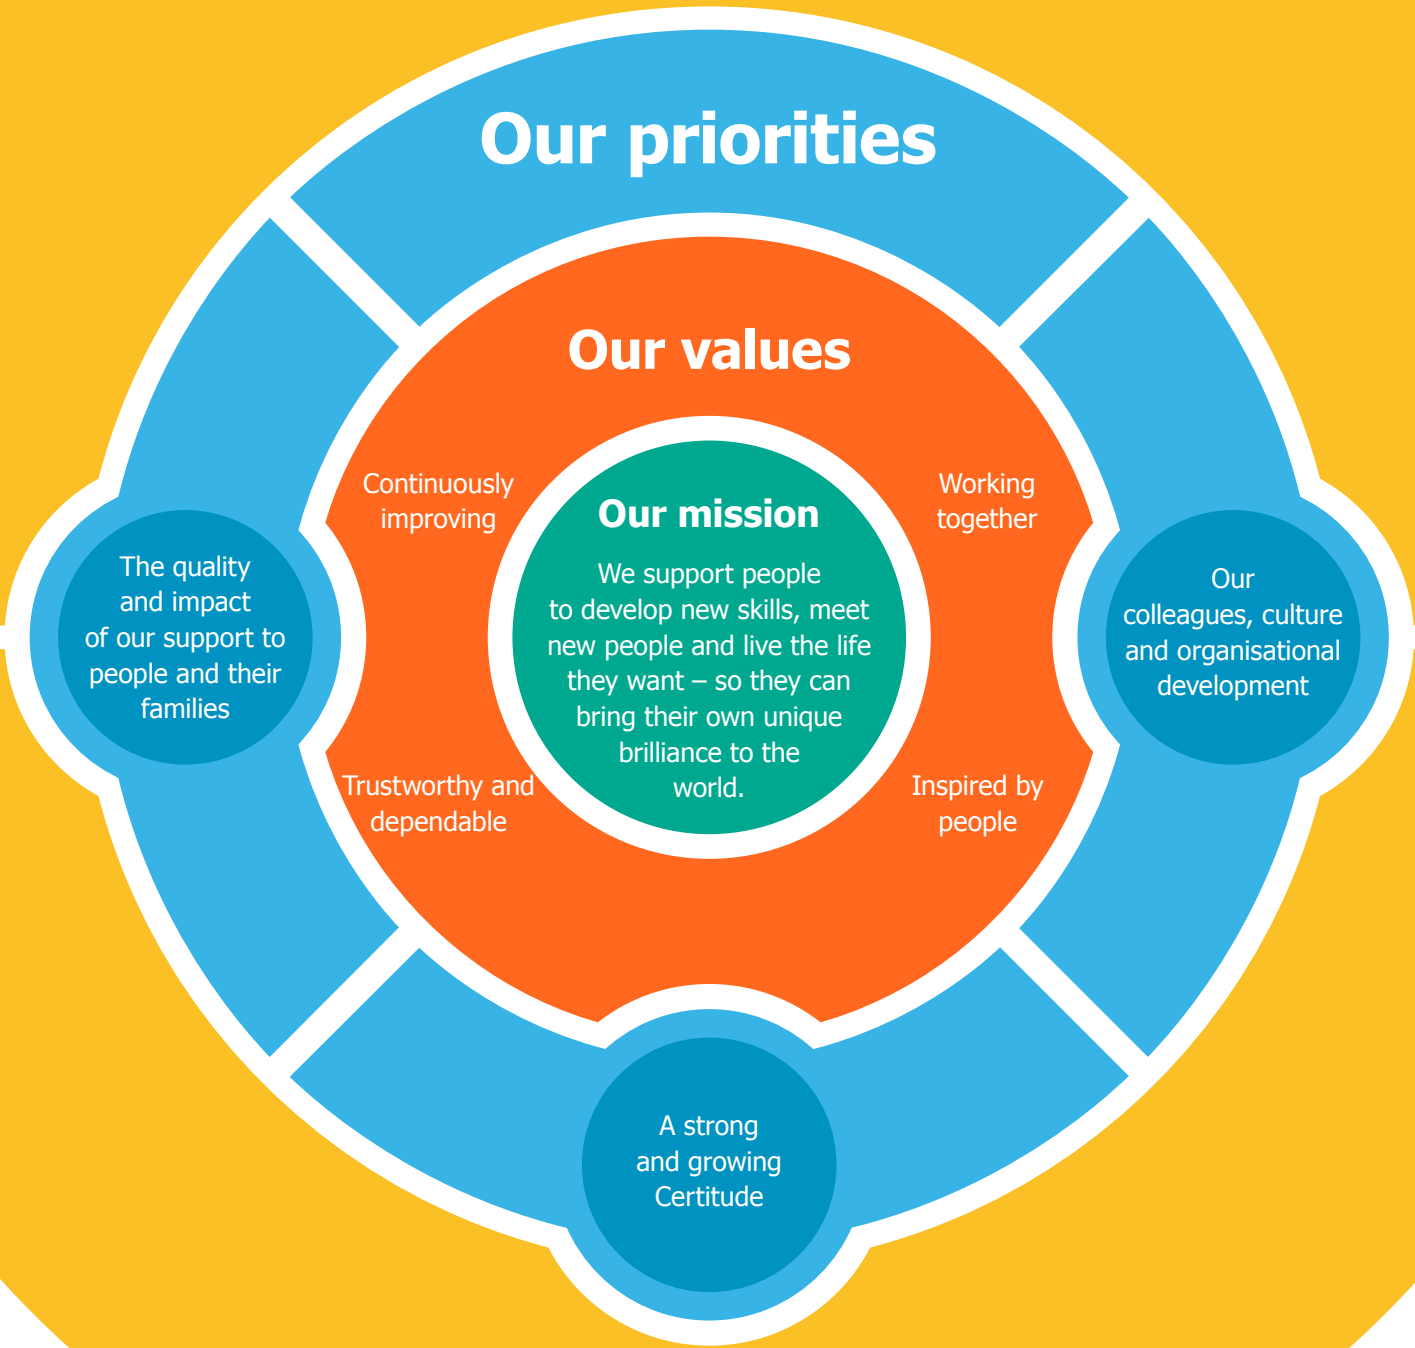 Our priorities
Our values
Continuously
improving
Working
together
Our mission
We support people
to develop new skills, meet
new people and live the life
they want – so they can
bring their own unique
brilliance to the
world.
The quality
and impact
of our support to
people and their
families
Our
colleagues, culture
and organisational
development
Trustworthy and
dependable
Inspired by
people
A strong
and growing
Certitude